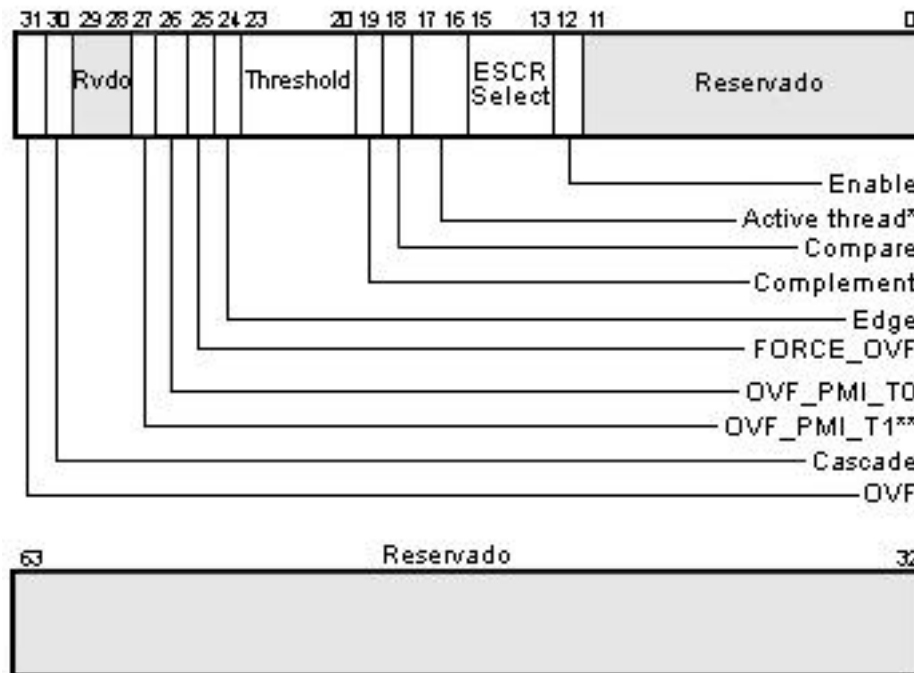 31 30 29 28 27 26 25 24 23 20 19 18 17 16 15 13 12 11 0
Rvdo Threshold ESCR Select Reservado
Enable
Active thread*
Compare
Complement
Edge
FORCE_OVF
OVF_PMI_T0
OVF_PMI_T1**
Cascade
OVF
63 Reservado 32